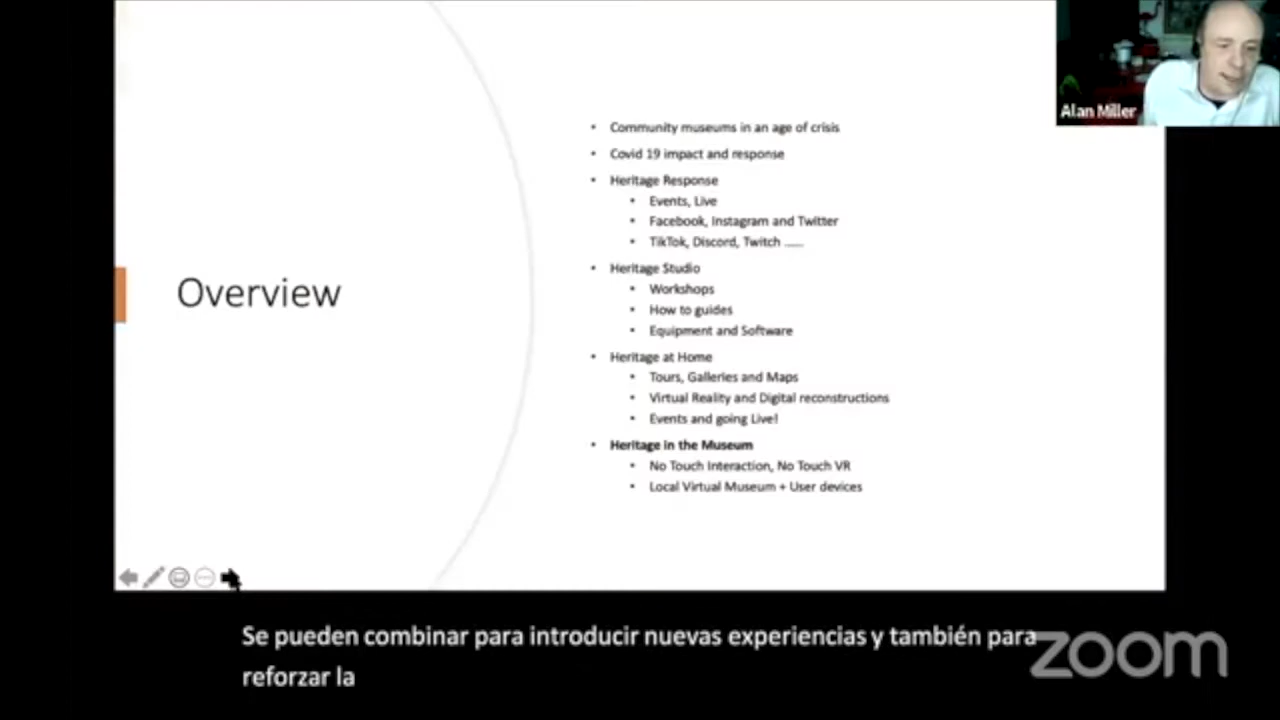 Alan Miller
Overview
• Community museums in an age of crisis
• Covid 19 impact and response
• Heritage Response
• Events, Live
• Facebook, Instagram and Twitter
• TikTok, Discord, Twitch ......
• Heritage Studio
• Workshops
• How to guides
• Equipment and Software
• Heritage at Home
• Tours, Galleries and Maps
• Virtual Reality and Digital reconstructions
• Events and going Live!
• Heritage in the Museum
• No Touch Interaction, No Touch VR
• Local Virtual Museum + User devices
Se pueden combinar para introducir nuevas experiencias y también para
reforzar la
zoom